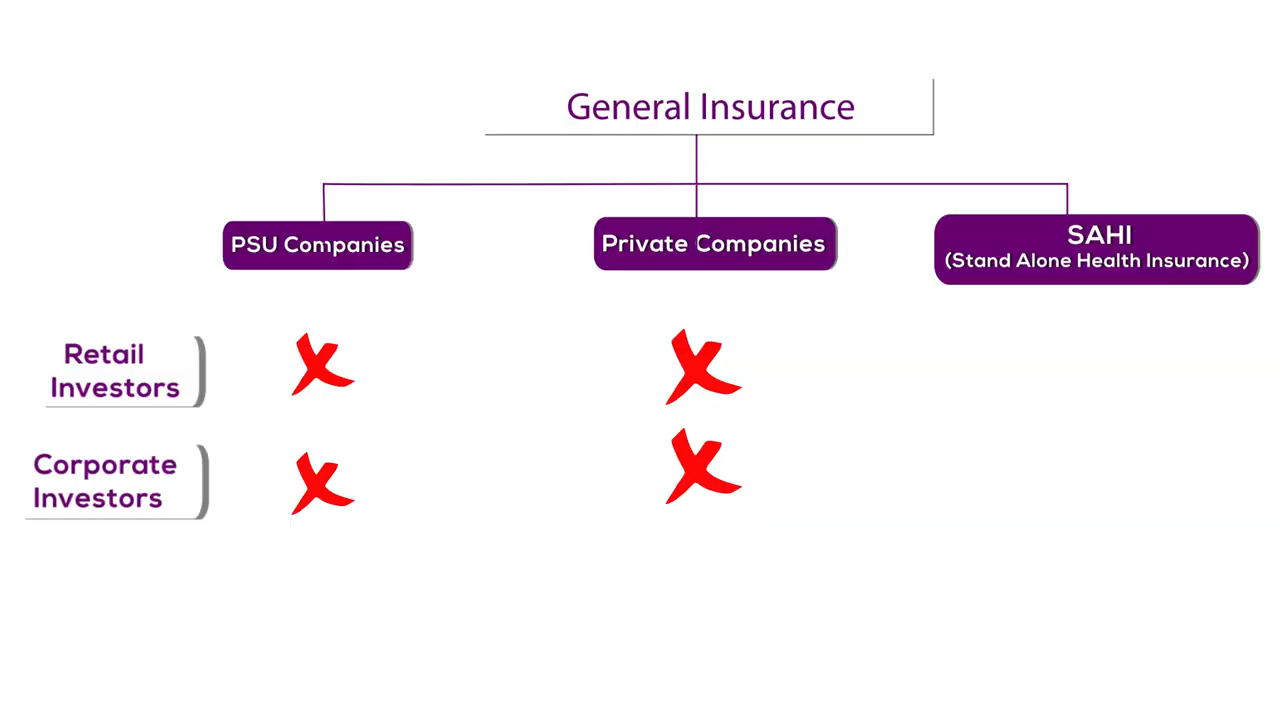 General Insurance
PSU Companies
Private Companies
SAHI
(Stand Alone Health Insurance)
Retail
Investors
Corporate
Investors